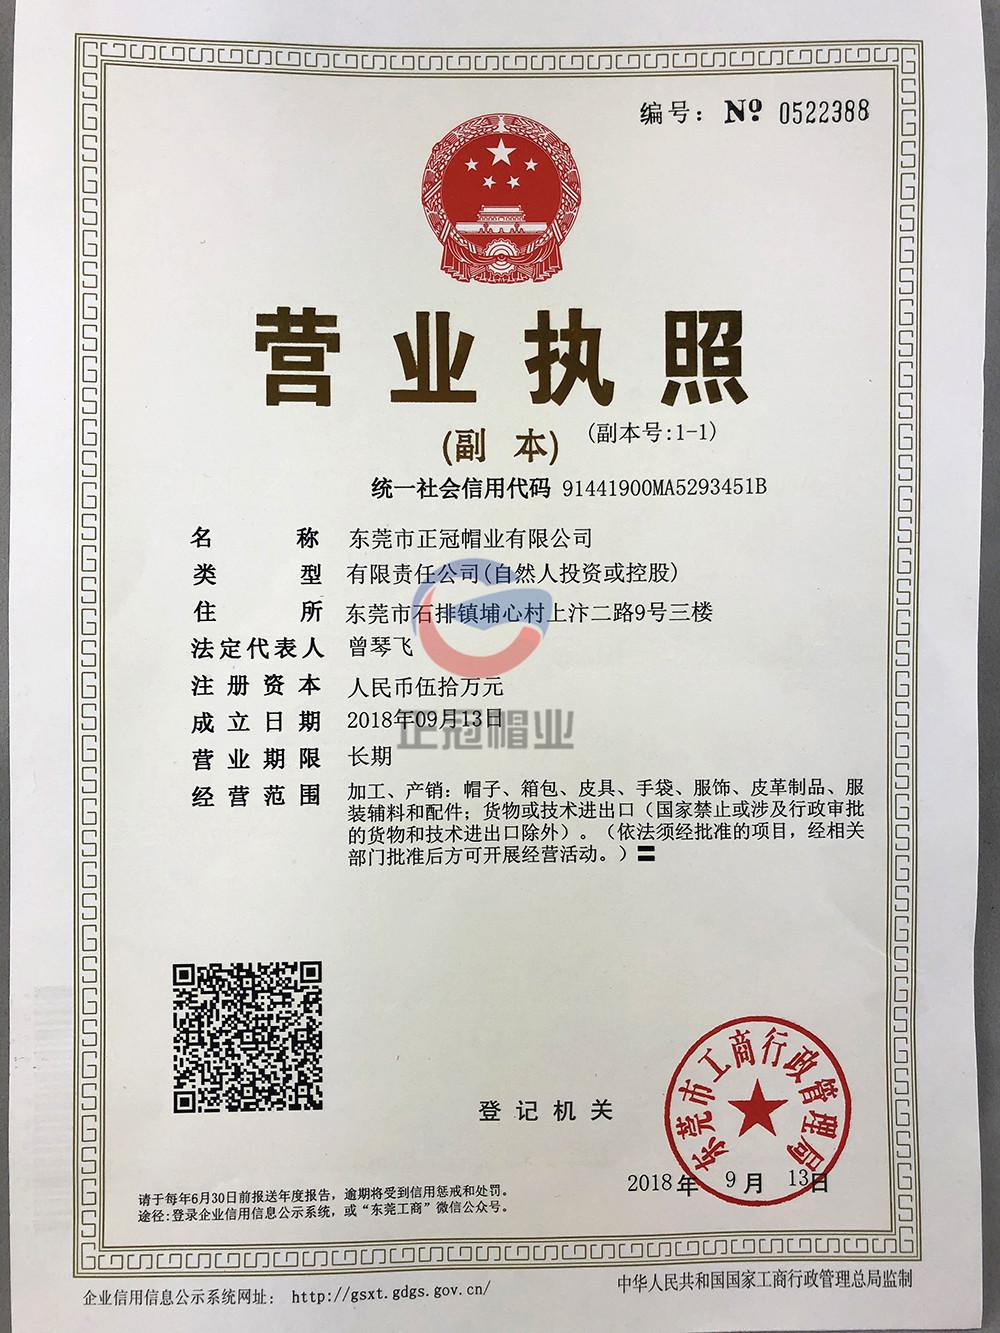 编号： № 0522388
营业执照
(副 本) (副本号:1-1)
统一社会信用代码 91441900MA5293451B
名称 东莞市正冠帽业有限公司
类型 有限责任公司(自然人投资或控股)
住所 东莞市石排镇埔心村上汴二路9号三楼
法定代表人 曾琴飞
注册资本 人民币伍拾万元
成立日期 2018年09月13日
正冠帽业
营业期限 长期
经营范围 加工、产销：帽子、箱包、皮具、手袋、服饰、皮革制品、服
装辅料和配件；货物或技术进出口（国家禁止或涉及行政审批
的货物和技术进出口除外）。（依法须经批准的项目，经相关
部门批准后方可开展经营活动。）〓
东莞市工商行政管理局
登记机关
2018年 9月 13日
请于每年6月30日前报送年度报告，逾期将受到信用惩戒和处罚。
途径:登录企业信用信息公示系统，或“东莞工商”微信公众号。
企业信用信息公示系统网址： http://gsxt.gdgs.gov.cn/
中华人民共和国国家工商行政管理总局监制